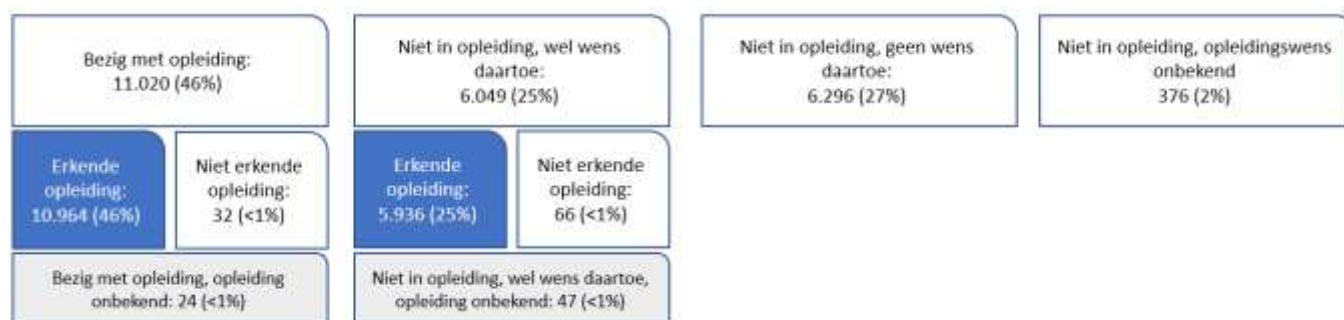 Bezig met opleiding:
11.020 (46%)
Niet in opleiding, wel wens
daartoe:
6.049 (25%)
Niet in opleiding, geen wens
daartoe:
6.296 (27%)
Niet in opleiding, opleidingswens
onbekend
376 (2%)
Erkende
opleiding:
10.964 (46%)
Niet erkende
opleiding:
32 (<1%)
Erkende
opleiding:
5.936 (25%)
Niet erkende
opleiding:
66 (<1%)
Bezig met opleiding, opleiding
onbekend: 24 (<1%)
Niet in opleiding, wel wens daartoe,
opleiding onbekend: 47 (<1%)